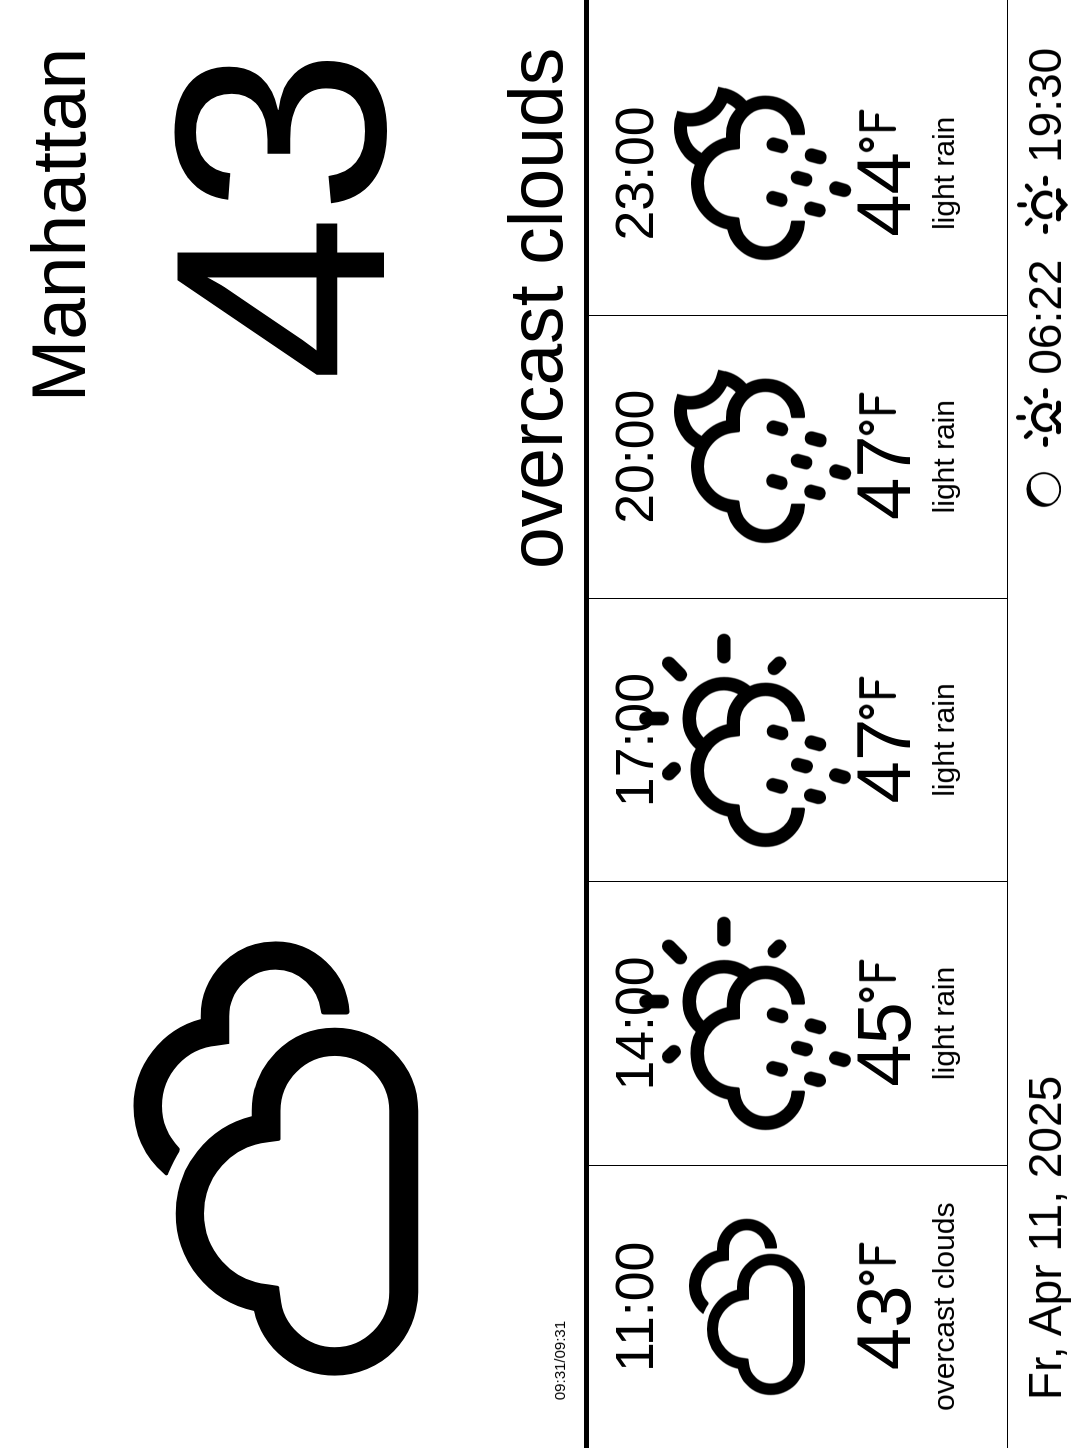 Manhattan
43
overcast clouds
09:31/09:31
11:00
43°F
overcast clouds
14:00
45°F
light rain
17:00
47°F
light rain
20:00
47°F
light rain
23:00
44°F
light rain
Fr, Apr 11, 2025
06:22
19:30